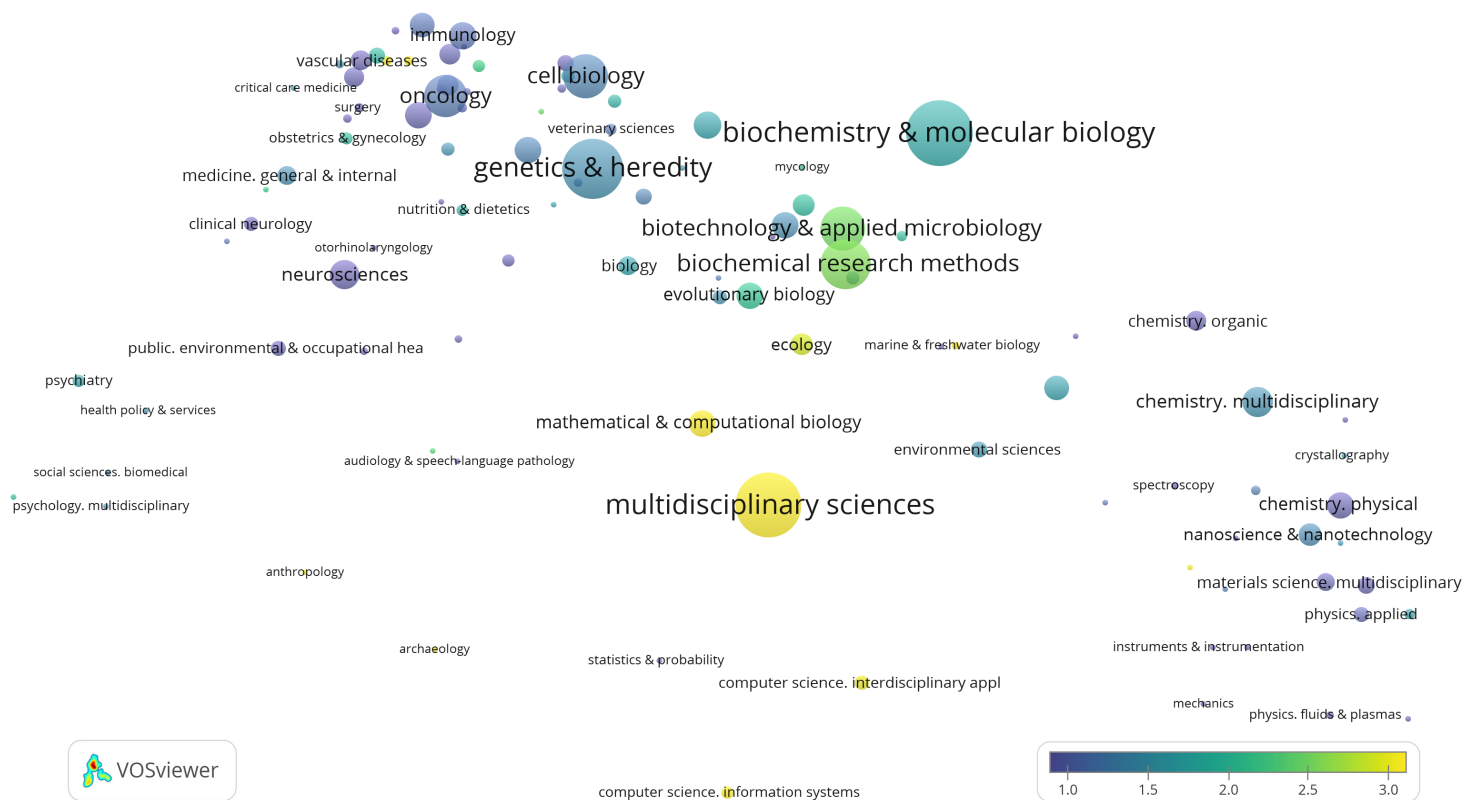 immunology
vascular diseases
cell biology
critical care medicine
oncology
surgery
veterinary sciences
biochemistry & molecular biology
obstetrics & gynecology
genetics & heredity
mycology
medicine. general & internal
nutrition & dietetics
clinical neurology
biotechnology & applied microbiology
otorhinolaryngology
neurosciences
biology
biochemical research methods
evolutionary biology
chemistry. organic
public. environmental & occupational hea
ecology
marine & freshwater biology
psychiatry
health policy & services
chemistry. multidisciplinary
mathematical & computational biology
environmental sciences
audiology & speech-language pathology
crystallography
social sciences. biomedical
spectroscopy
psychology. multidisciplinary
multidisciplinary sciences
chemistry. physical
nanoscience & nanotechnology
anthropology
materials science. multidisciplinary
physics. applied
archaeology
instruments & instrumentation
statistics & probability
computer science. interdisciplinary appl
mechanics
physics. fluids & plasmas
VOSviewer
1.0 1.5 2.0 2.5 3.0
computer science. information systems